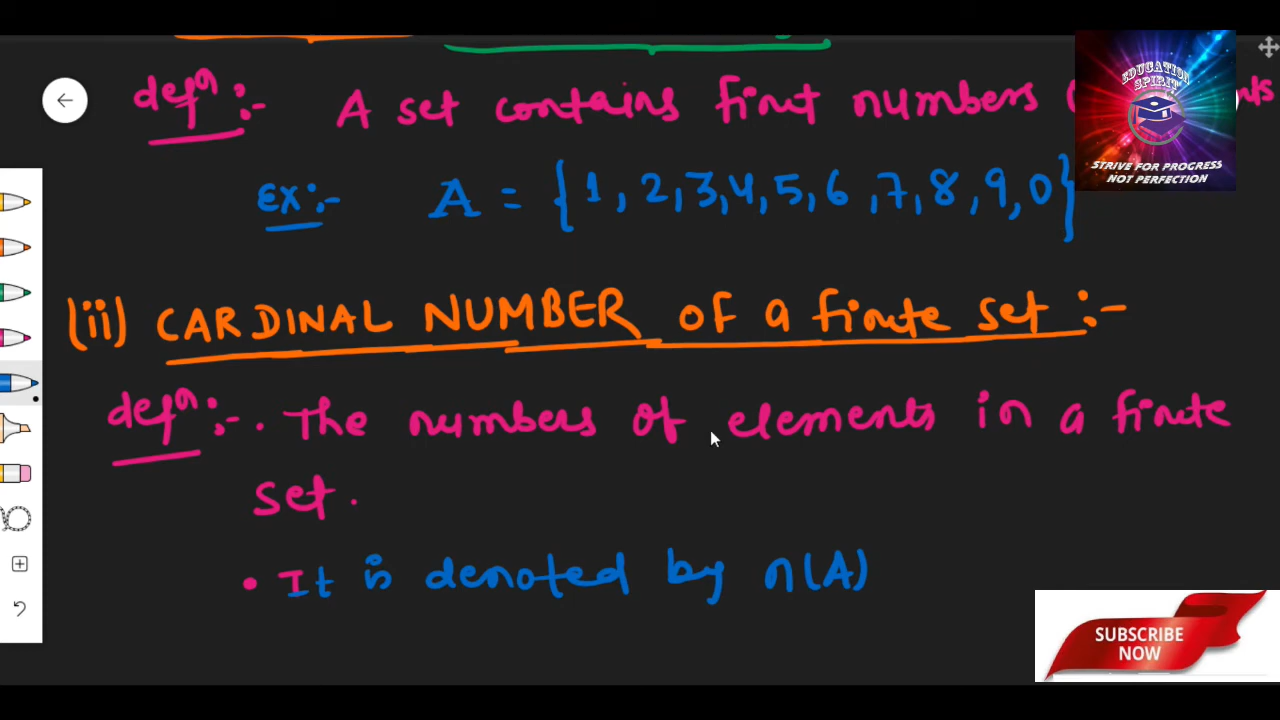 defn :- A set contains finit numbers
EDUCATION
SPIRIT
STRIVE FOR PROGRESS
NOT PERFECTION
Ex :- A = {1, 2, 3, 4, 5, 6, 7, 8, 9, 0}
(ii) CARDINAL NUMBER of a finite set :-
defn :- . The numbers of elements in a finite
set .
• It is denoted by n(A)
SUBSCRIBE
NOW